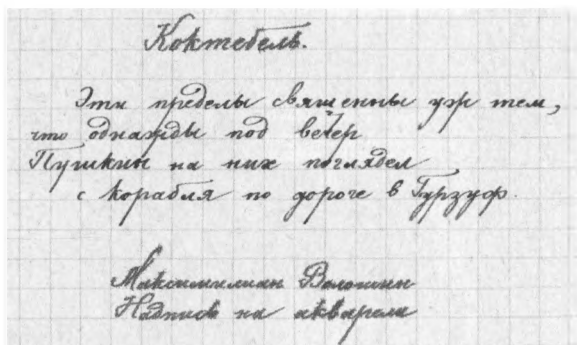 Коктебель.
Эти пределы священны уж тем,
что однажды под вечер
Пушкин на них поглядел
с корабля по дороге в Гурзуф.
Максимилиан Волошин
Надпись на акварели